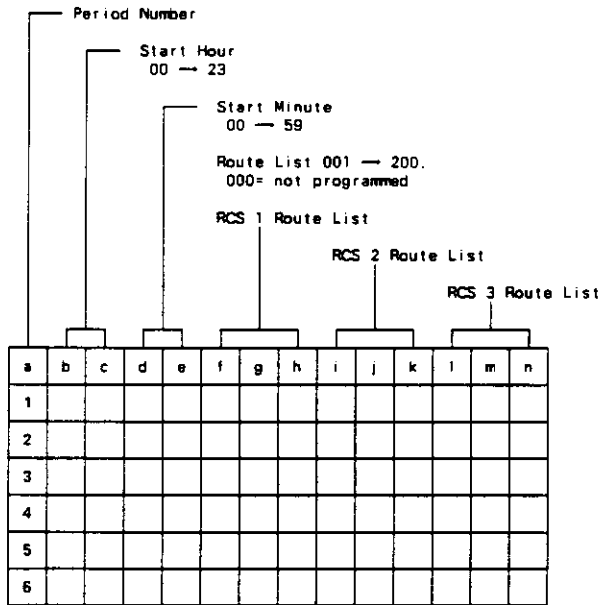 Period Number
Start Hour
00 → 23
Start Minute
00 → 59
Route List 001 → 200.
000= not programmed
RCS 1 Route List
RCS 2 Route List
RCS 3 Route List
a b c d e f g h i j k l m n
1
2
3
4
5
6